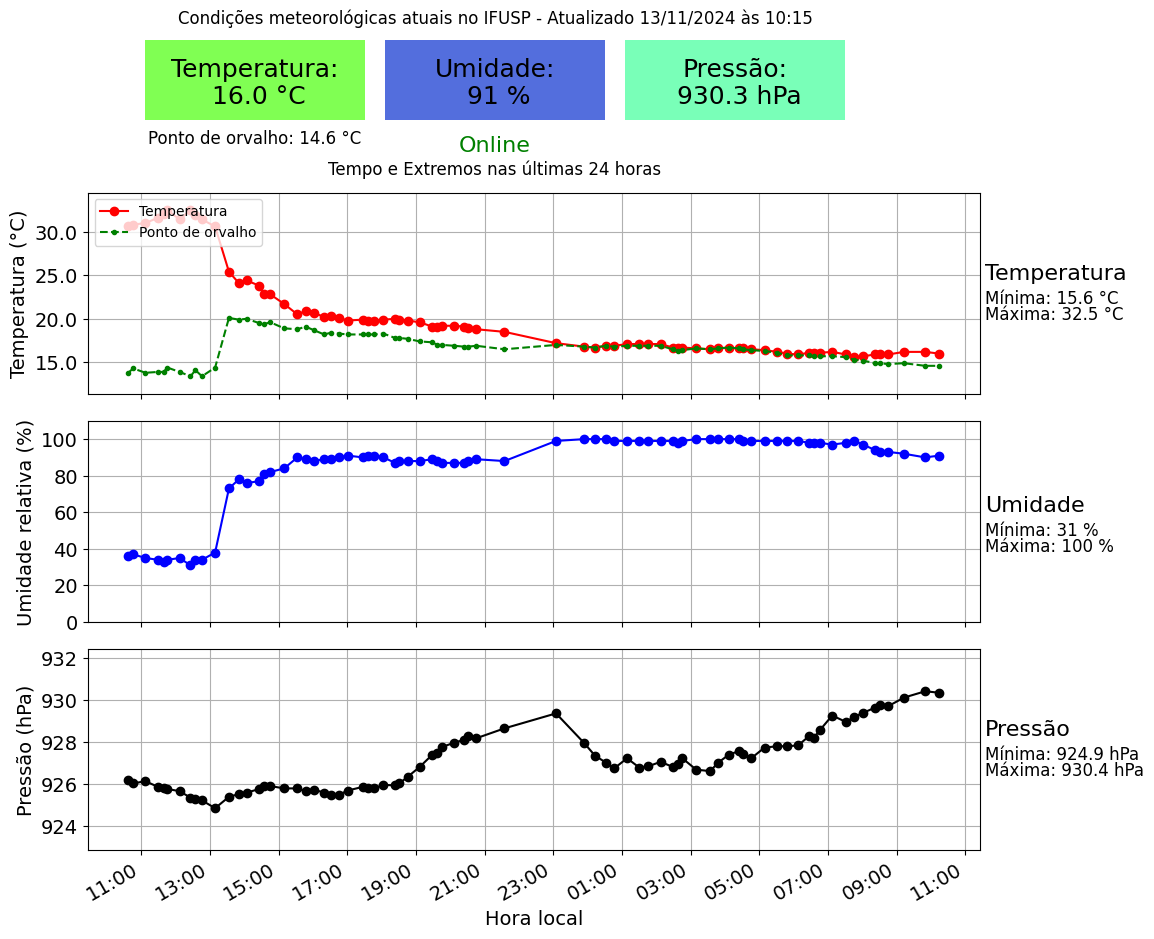 Condições meteorológicas atuais no IFUSP - Atualizado 13/11/2024 às 10:15
Temperatura:
16.0 °C
Umidade:
91 %
Pressão:
930.3 hPa
Ponto de orvalho: 14.6 °C
Online
Tempo e Extremos nas últimas 24 horas
Temperatura (°C)
30.0
25.0
20.0
15.0
Temperatura
Ponto de orvalho
Temperatura
Mínima: 15.6 °C
Máxima: 32.5 °C
Umidade relativa (%)
100
80
60
40
20
0
Umidade
Mínima: 31 %
Máxima: 100 %
Pressão (hPa)
932
930
928
926
924
Pressão
Mínima: 924.9 hPa
Máxima: 930.4 hPa
11:00
13:00
15:00
17:00
19:00
21:00
23:00
01:00
03:00
05:00
07:00
09:00
11:00
Hora local